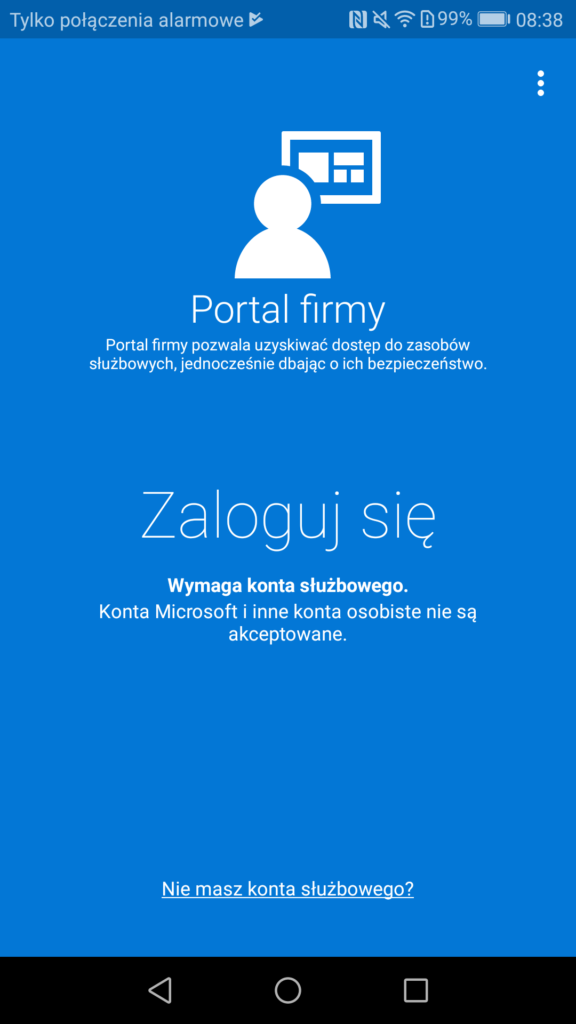 Tylko połączenia alarmowe 99% 08:38
Portal firmy
Portal firmy pozwala uzyskiwać dostęp do zasobów
służbowych, jednocześnie dbając o ich bezpieczeństwo.
Zaloguj się
Wymaga konta służbowego.
Konta Microsoft i inne konta osobiste nie są
akceptowane.
Nie masz konta służbowego?